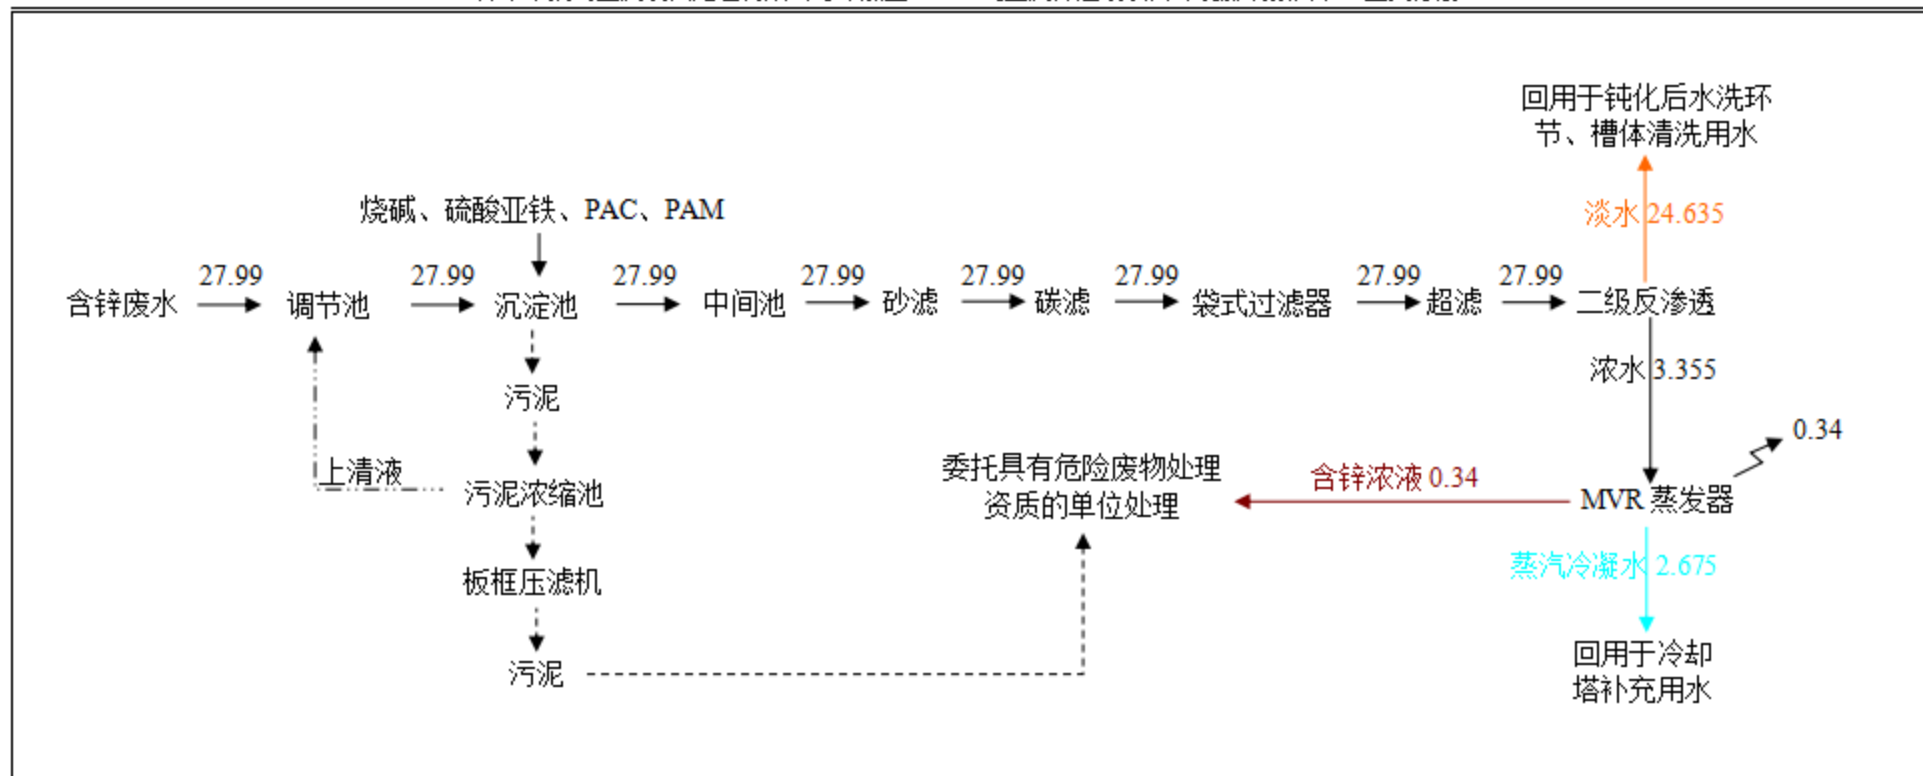 回用于钝化后水洗环
节、槽体清洗用水
淡水 24.635
烧碱、硫酸亚铁、PAC、PAM
27.99 27.99 27.99 27.99 27.99 27.99 27.99 27.99
含锌废水 调节池 沉淀池 中间池 砂滤 碳滤 袋式过滤器 超滤 二级反渗透
浓水 3.355
污泥
0.34
上清液
污泥浓缩池
委托具有危险废物处理
资质的单位处理
含锌浓液 0.34
MVR 蒸发器
蒸汽冷凝水 2.675
板框压滤机
污泥
回用于冷却
塔补充用水